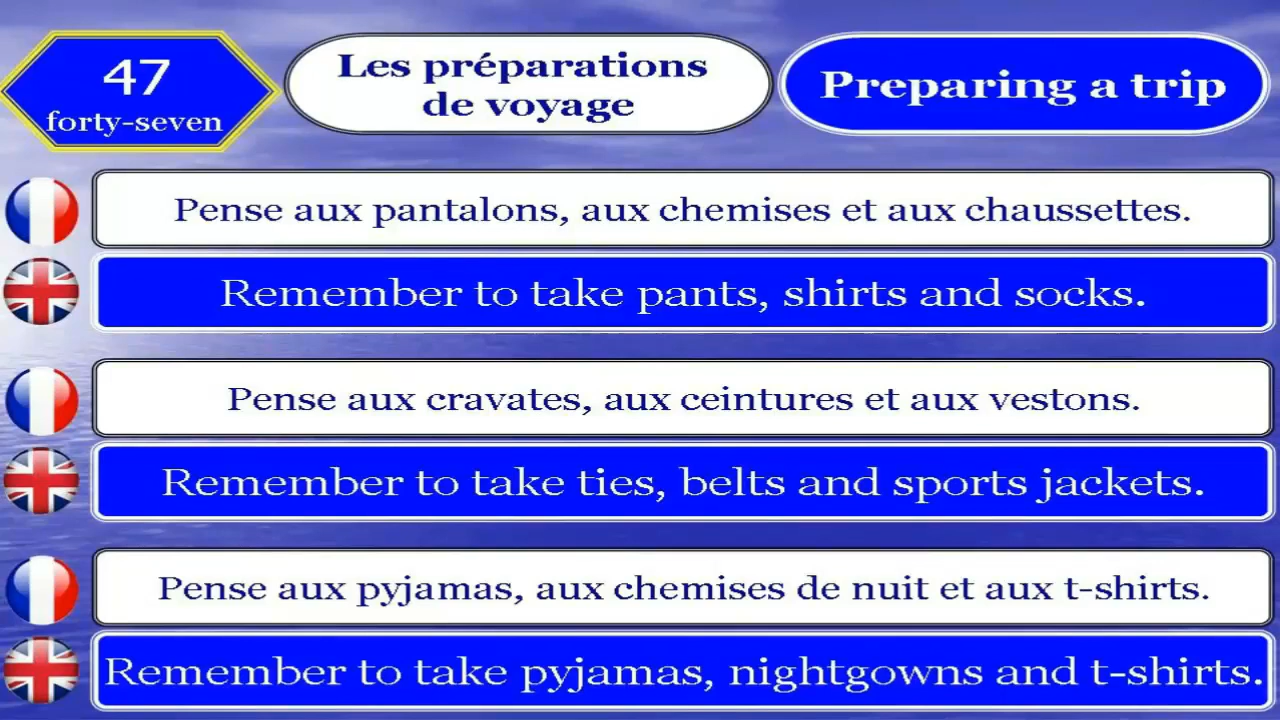 47
forty-seven
Les préparations
de voyage
Preparing a trip
Pense aux pantalons, aux chemises et aux chaussettes.
Remember to take pants, shirts and socks.
Pense aux cravates, aux ceintures et aux vestons.
Remember to take ties, belts and sports jackets.
Pense aux pyjamas, aux chemises de nuit et aux t-shirts.
Remember to take pyjamas, nightgowns and t-shirts.